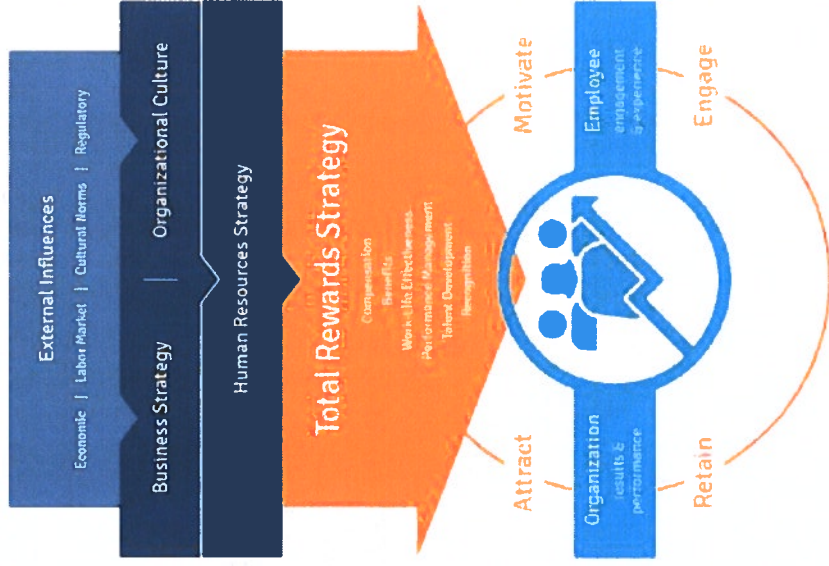 External Influences
Economic | Labor Market | Cultural Norms | Regulatory
Business Strategy | Organizational Culture
Human Resources Strategy
Total Rewards Strategy
Compensation
Benefits
Work-Life Effectiveness
Performance Management
Talent Development
Recognition
Attract
Motivate
Organization
results &
performance
Employee
engagement
& experience
Retain
Engage